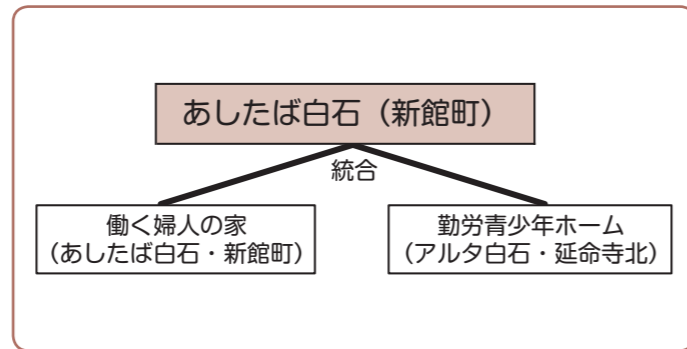 あしたば白石（新館町）
統合
働く婦人の家
（あしたば白石・新館町）
勤労青少年ホーム
（アルタ白石・延命寺北）